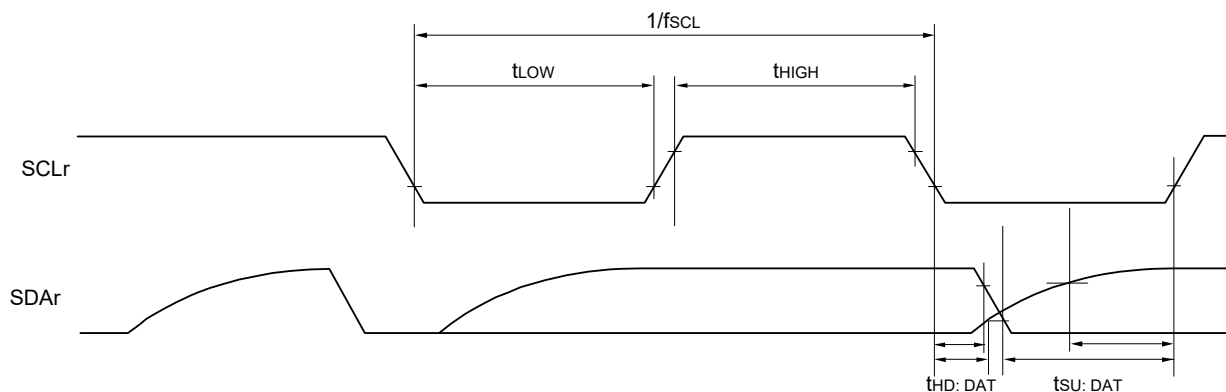 1/fSCL
tLOW
tHIGH
SCLr
SDAr
tHD: DAT
tSU: DAT